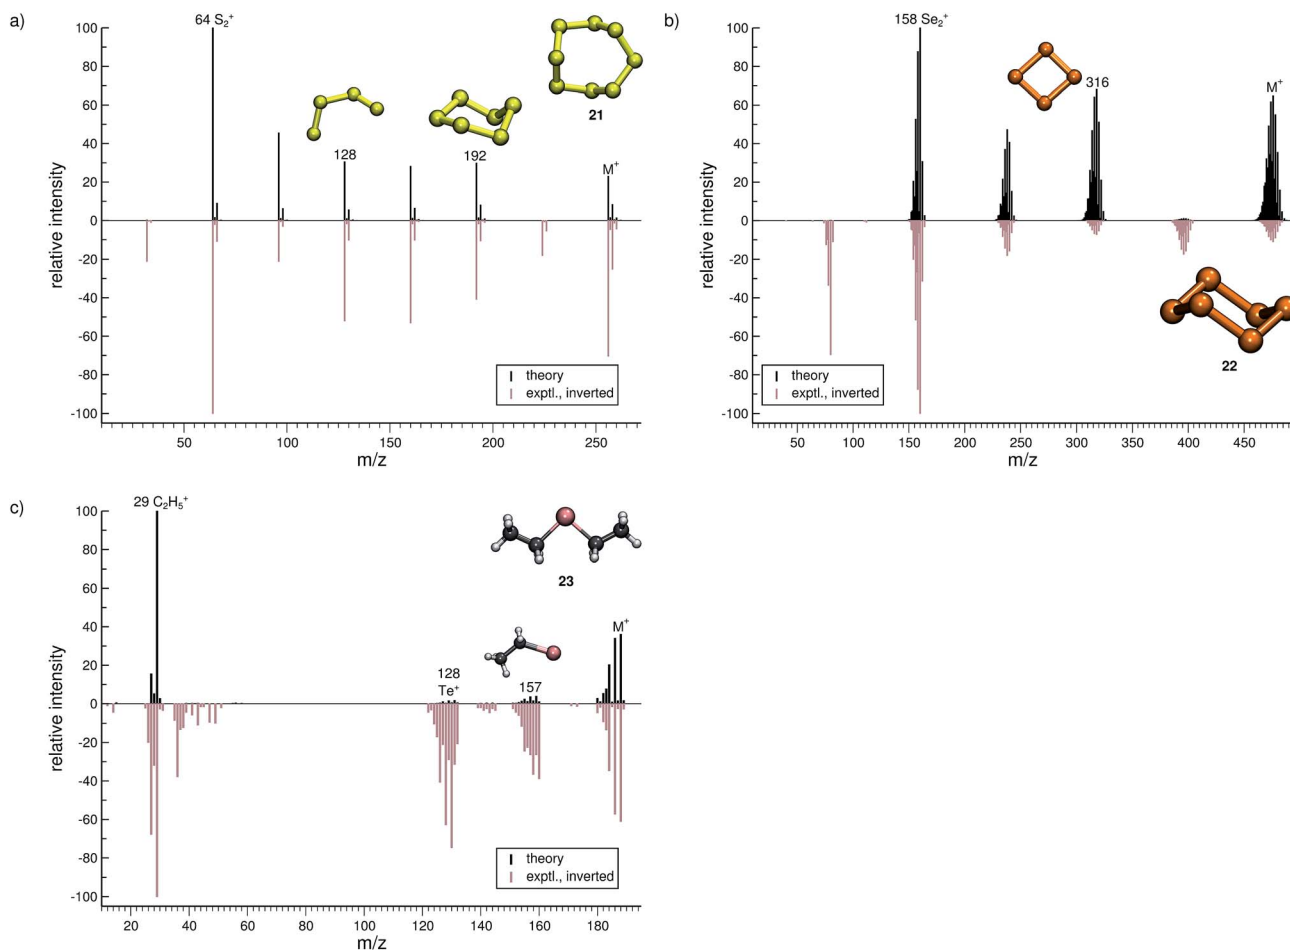 a)
64 S₂⁺
100
80
60
40
20
0
-20
-40
-60
-80
-100
relative intensity
128
192
21
M⁺
theory
exptl., inverted
50
100
150
200
250
m/z
b)
158 Se₂⁺
100
80
60
40
20
0
-20
-40
-60
-80
-100
relative intensity
316
M⁺
22
theory
exptl., inverted
50
100
150
200
250
300
350
400
450
m/z
c)
29 C₂H₅⁺
100
80
60
40
20
0
-20
-40
-60
-80
-100
relative intensity
23
128
Te⁺
157
M⁺
theory
exptl., inverted
20
40
60
80
100
120
140
160
180
m/z